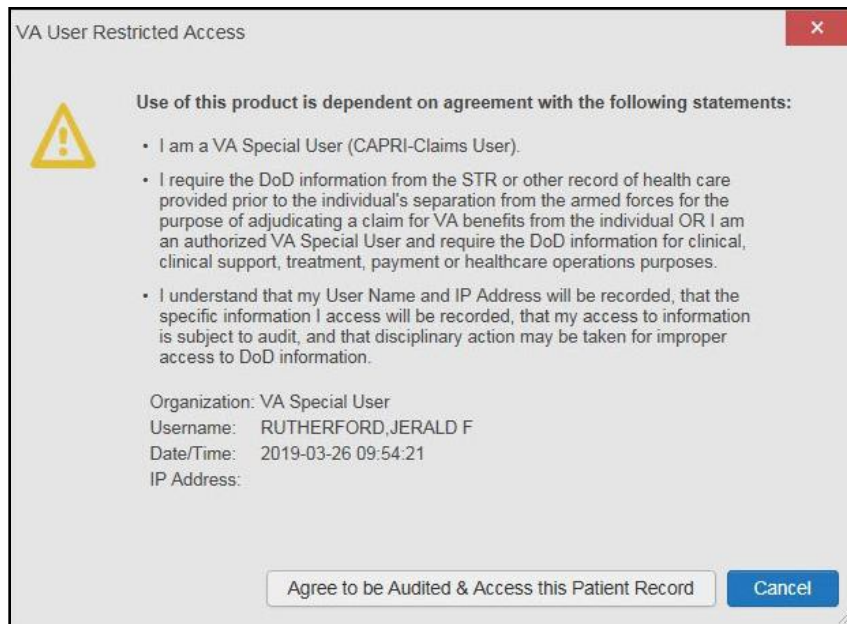 VA User Restricted Access
Use of this product is dependent on agreement with the following statements:
• I am a VA Special User (CAPRI-Claims User).
• I require the DoD information from the STR or other record of health care
provided prior to the individual's separation from the armed forces for the
purpose of adjudicating a claim for VA benefits from the individual OR I am
an authorized VA Special User and require the DoD information for clinical,
clinical support, treatment, payment or healthcare operations purposes.
• I understand that my User Name and IP Address will be recorded, that the
specific information I access will be recorded, that my access to information
is subject to audit, and that disciplinary action may be taken for improper
access to DoD information.
Organization: VA Special User
Username: RUTHERFORD,JERALD F
Date/Time: 2019-03-26 09:54:21
IP Address:
Agree to be Audited & Access this Patient Record Cancel